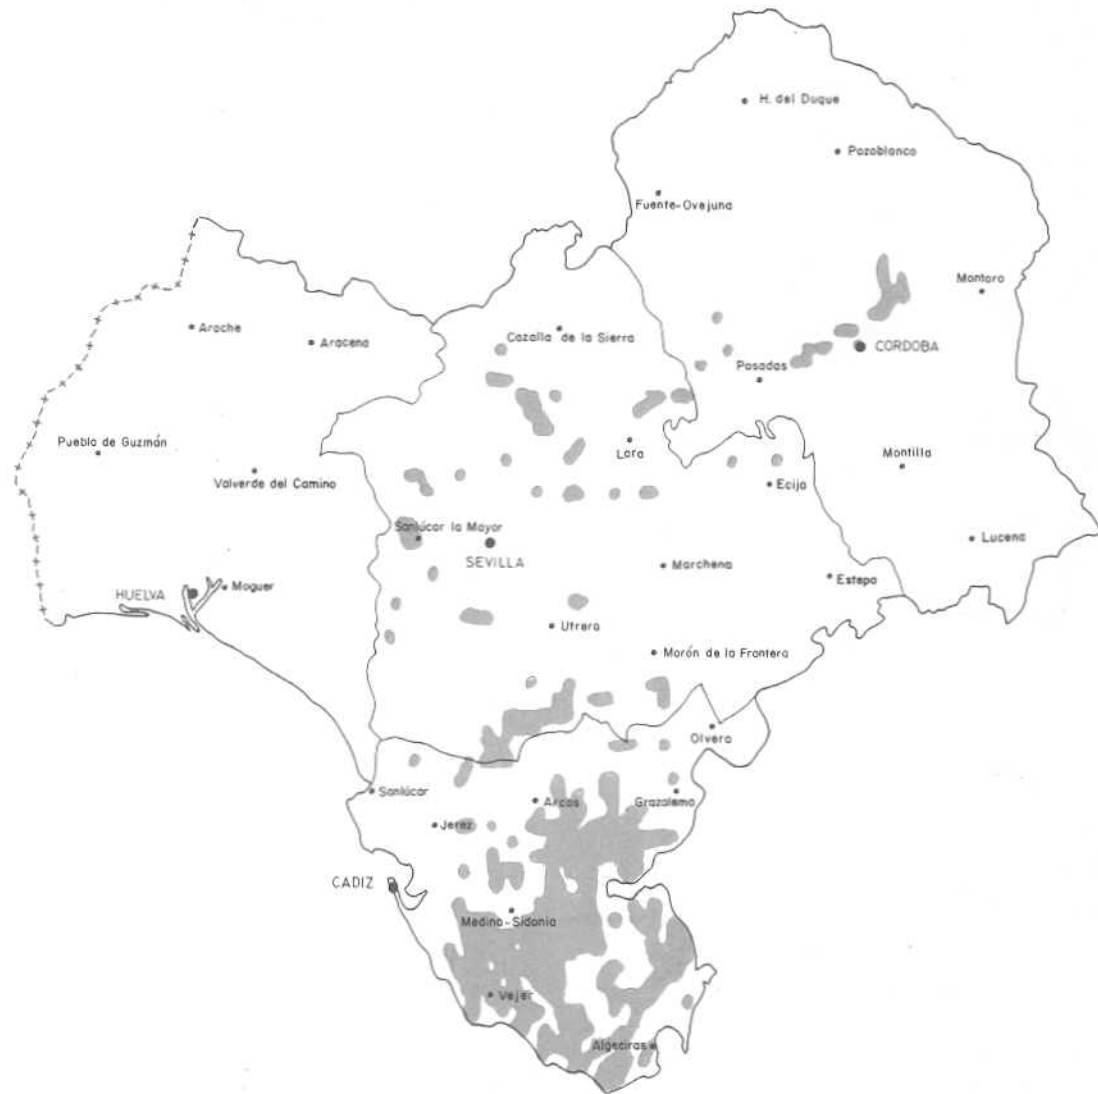 H. del Duque
Pozoblanco
Fuente-Ovejuna
Montoro
Aroche
Aracena
Cazalla de la Sierra
CORDOBA
Posadas
Puebla de Guzmán
Valverde del Camino
Lora
Montilla
Ecija
Sanlúcar la Mayor
SEVILLA
Lucena
Marchena
Estepa
HUELVA
Moguer
Utrera
Morón de la Frontera
Olvera
Sanlúcar
Arcos
Grazalema
Jerez
CADIZ
Medina-Sidonia
Vejer
Algeciras